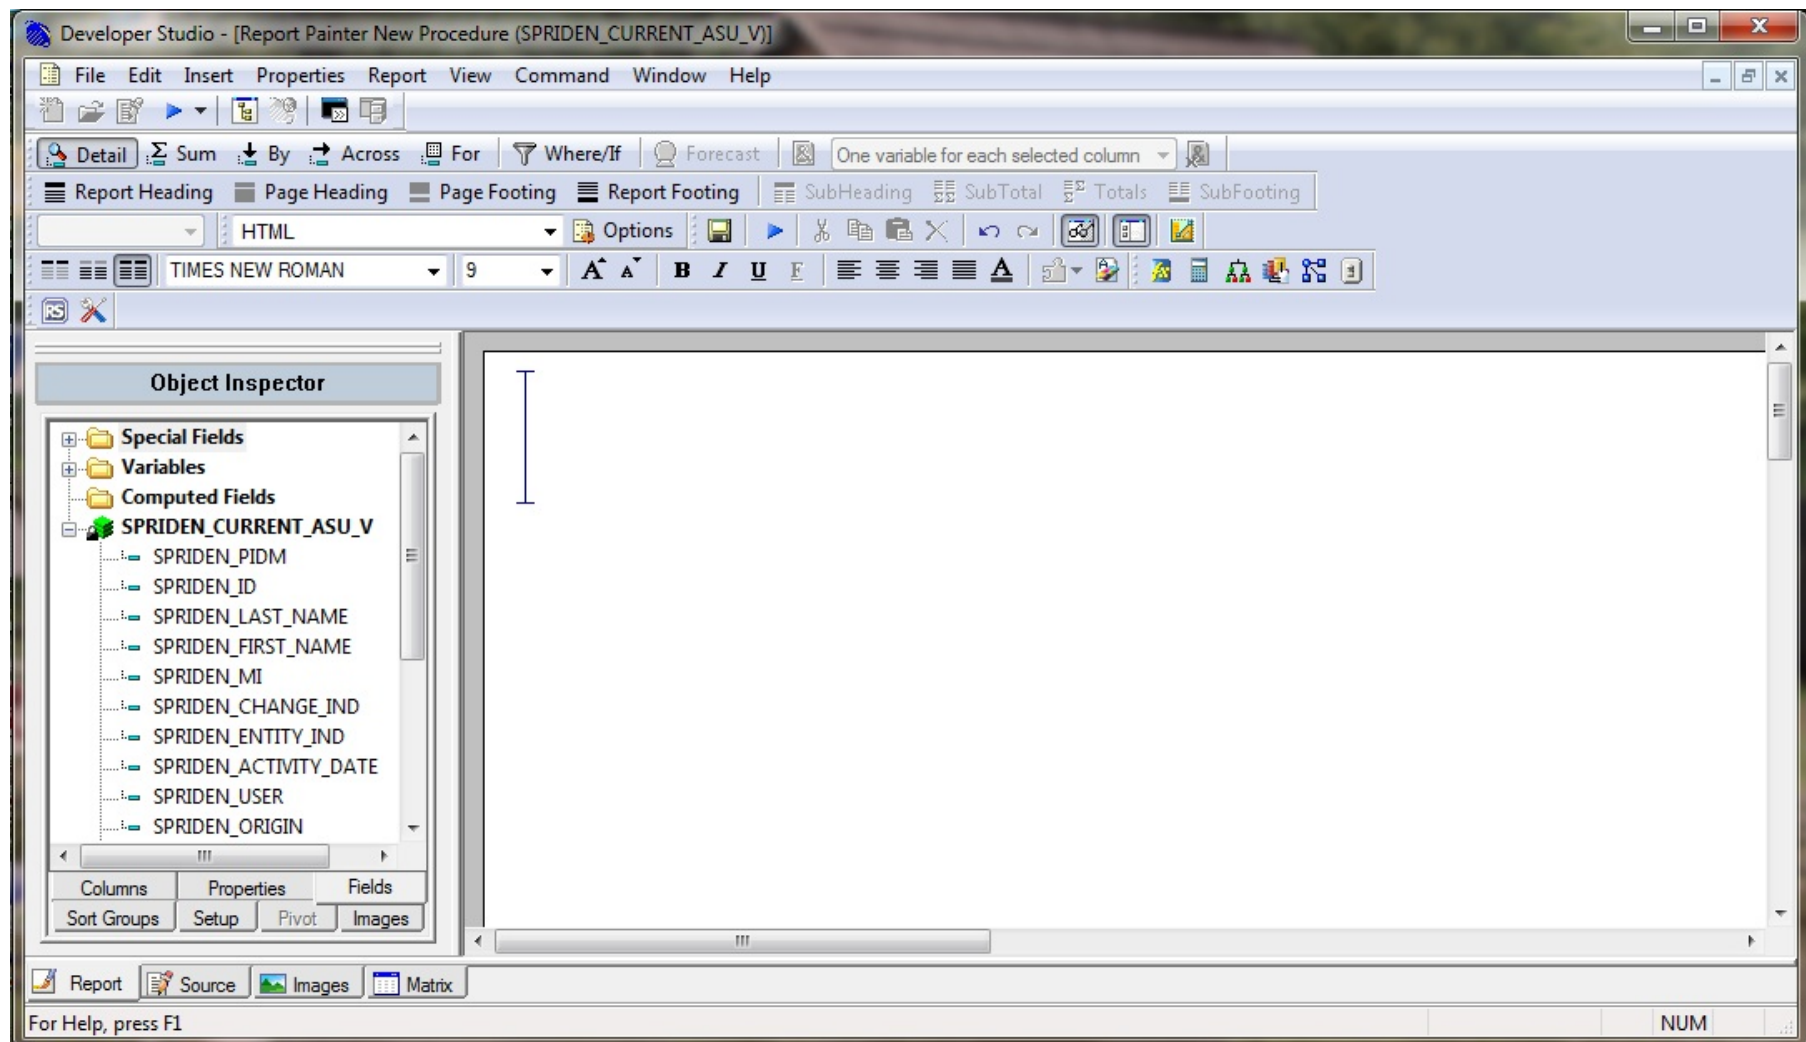 Developer Studio - [Report Painter New Procedure (SPRIDEN_CURRENT_ASU_V)]
File Edit Insert Properties Report View Command Window Help
Detail Sum By Across For Where/If Forecast One variable for each selected column
Report Heading Page Heading Page Footing Report Footing SubHeading SubTotal Totals SubFooting
HTML Options
TIMES NEW ROMAN 9 A A B I U F A
RS
Object Inspector
Special Fields
Variables
Computed Fields
SPRIDEN_CURRENT_ASU_V
SPRIDEN_PIDM
SPRIDEN_ID
SPRIDEN_LAST_NAME
SPRIDEN_FIRST_NAME
SPRIDEN_MI
SPRIDEN_CHANGE_IND
SPRIDEN_ENTITY_IND
SPRIDEN_ACTIVITY_DATE
SPRIDEN_USER
SPRIDEN_ORIGIN
Columns Properties Fields
Sort Groups Setup Pivot Images
Report Source Images Matrix
For Help, press F1 NUM